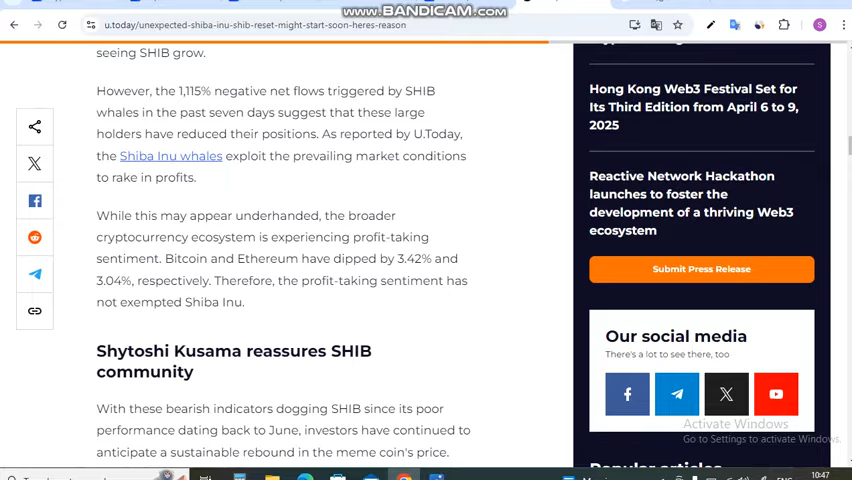 www.BANDICAM.com
u.today/unexpected-shiba-inu-shib-reset-might-start-soon-heres-reason
S
seeing SHIB grow.
However, the 1,115% negative net flows triggered by SHIB
whales in the past seven days suggest that these large
holders have reduced their positions. As reported by U.Today,
the Shiba Inu whales exploit the prevailing market conditions
to rake in profits.
While this may appear underhanded, the broader
cryptocurrency ecosystem is experiencing profit-taking
sentiment. Bitcoin and Ethereum have dipped by 3.42% and
3.04%, respectively. Therefore, the profit-taking sentiment has
not exempted Shiba Inu.
Shytoshi Kusama reassures SHIB
community
With these bearish indicators dogging SHIB since its poor
performance dating back to June, investors have continued to
anticipate a sustainable rebound in the meme coin's price.
Hong Kong Web3 Festival Set for
Its Third Edition from April 6 to 9,
2025
Reactive Network Hackathon
launches to foster the
development of a thriving Web3
ecosystem
Submit Press Release
Our social media
There's a lot to see there, too
Activate Windows
Go to Settings to activate Windows.
Popular articles
10:47